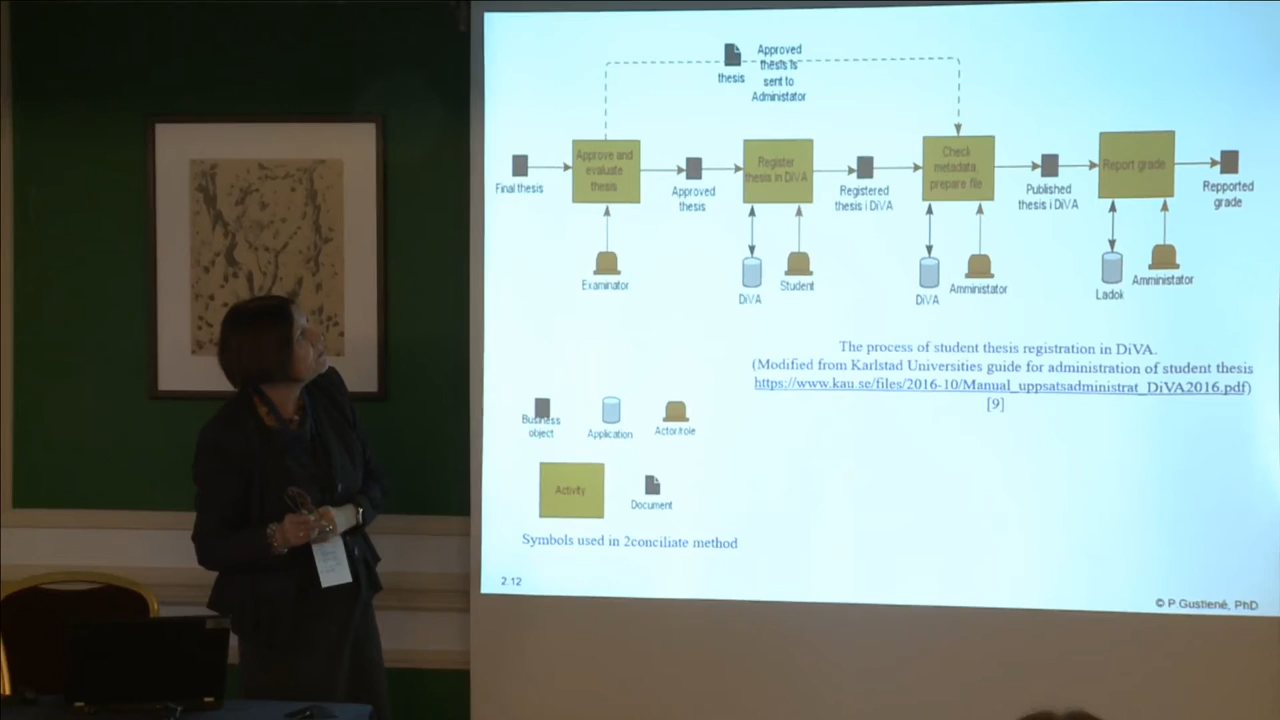 Approved
thesis is
sent to
Administator
thesis
Approve and
evaluate
thesis
Register
thesis in DiVA
Check
metadata,
prepare file
Report grade
Final thesis
Approved
thesis
Registered
thesis i DiVA
Published
thesis i DiVA
Repported
grade
Examinator
DiVA
Student
DiVA
Amministator
Ladok
Amministator
The process of student thesis registration in DiVA.
(Modified from Karlstad Universities guide for administration of student thesis
https://www.kau.se/files/2016-10/Manual_uppsatsadministrat_DiVA2016.pdf)
[9]
Business
object
Application
Actor/role
Activity
Document
Symbols used in 2conciliate method
2.12
© P.Gustiené, PhD